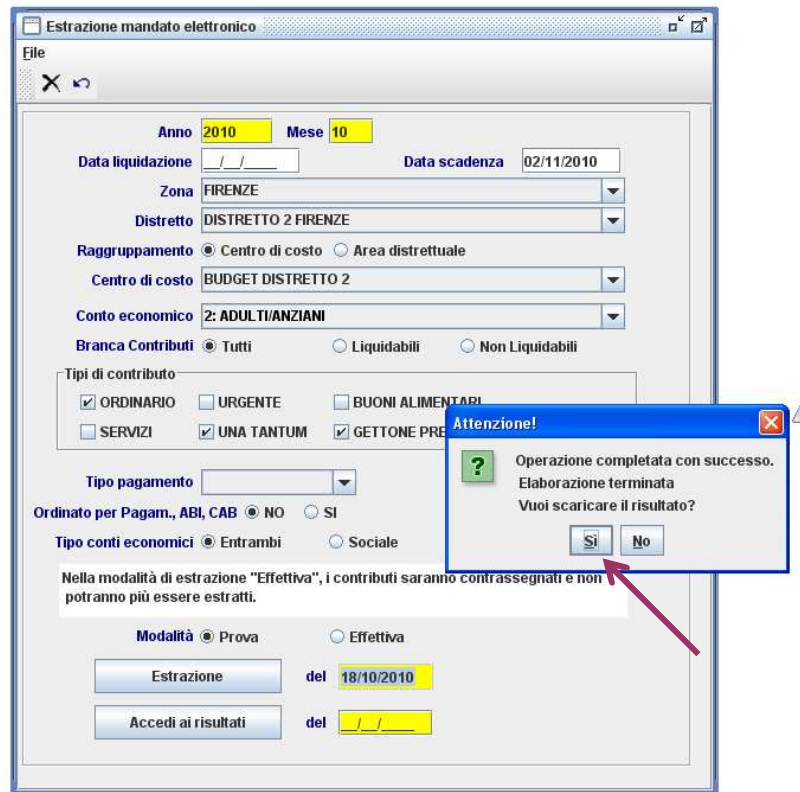 Estrazione mandato elettronico
File
Anno 2010 Mese 10
Data liquidazione __/__/____ Data scadenza 02/11/2010
Zona FIRENZE
Distretto DISTRETTO 2 FIRENZE
Raggruppamento Centro di costo Area distrettuale
Centro di costo BUDGET DISTRETTO 2
Conto economico 2: ADULTI/ANZIANI
Branca Contributi Tutti Liquidabili Non Liquidabili
Tipi di contributo
ORDINARIO URGENTE BUONI ALIMENTARI
SERVIZI UNA TANTUM GETTONE
Attenzione!
Operazione completata con successo.
Elaborazione terminata
Vuoi scaricare il risultato?
Sì No
Tipo pagamento
Ordinato per Pagam., ABI, CAB NO SI
Tipo conti economici Entrambi Sociale
Nella modalità di estrazione "Effettiva", i contributi saranno contrassegnati e non
potranno più essere estratti.
Modalità Prova Effettiva
Estrazione del 18/10/2010
Accedi ai risultati del __/__/____